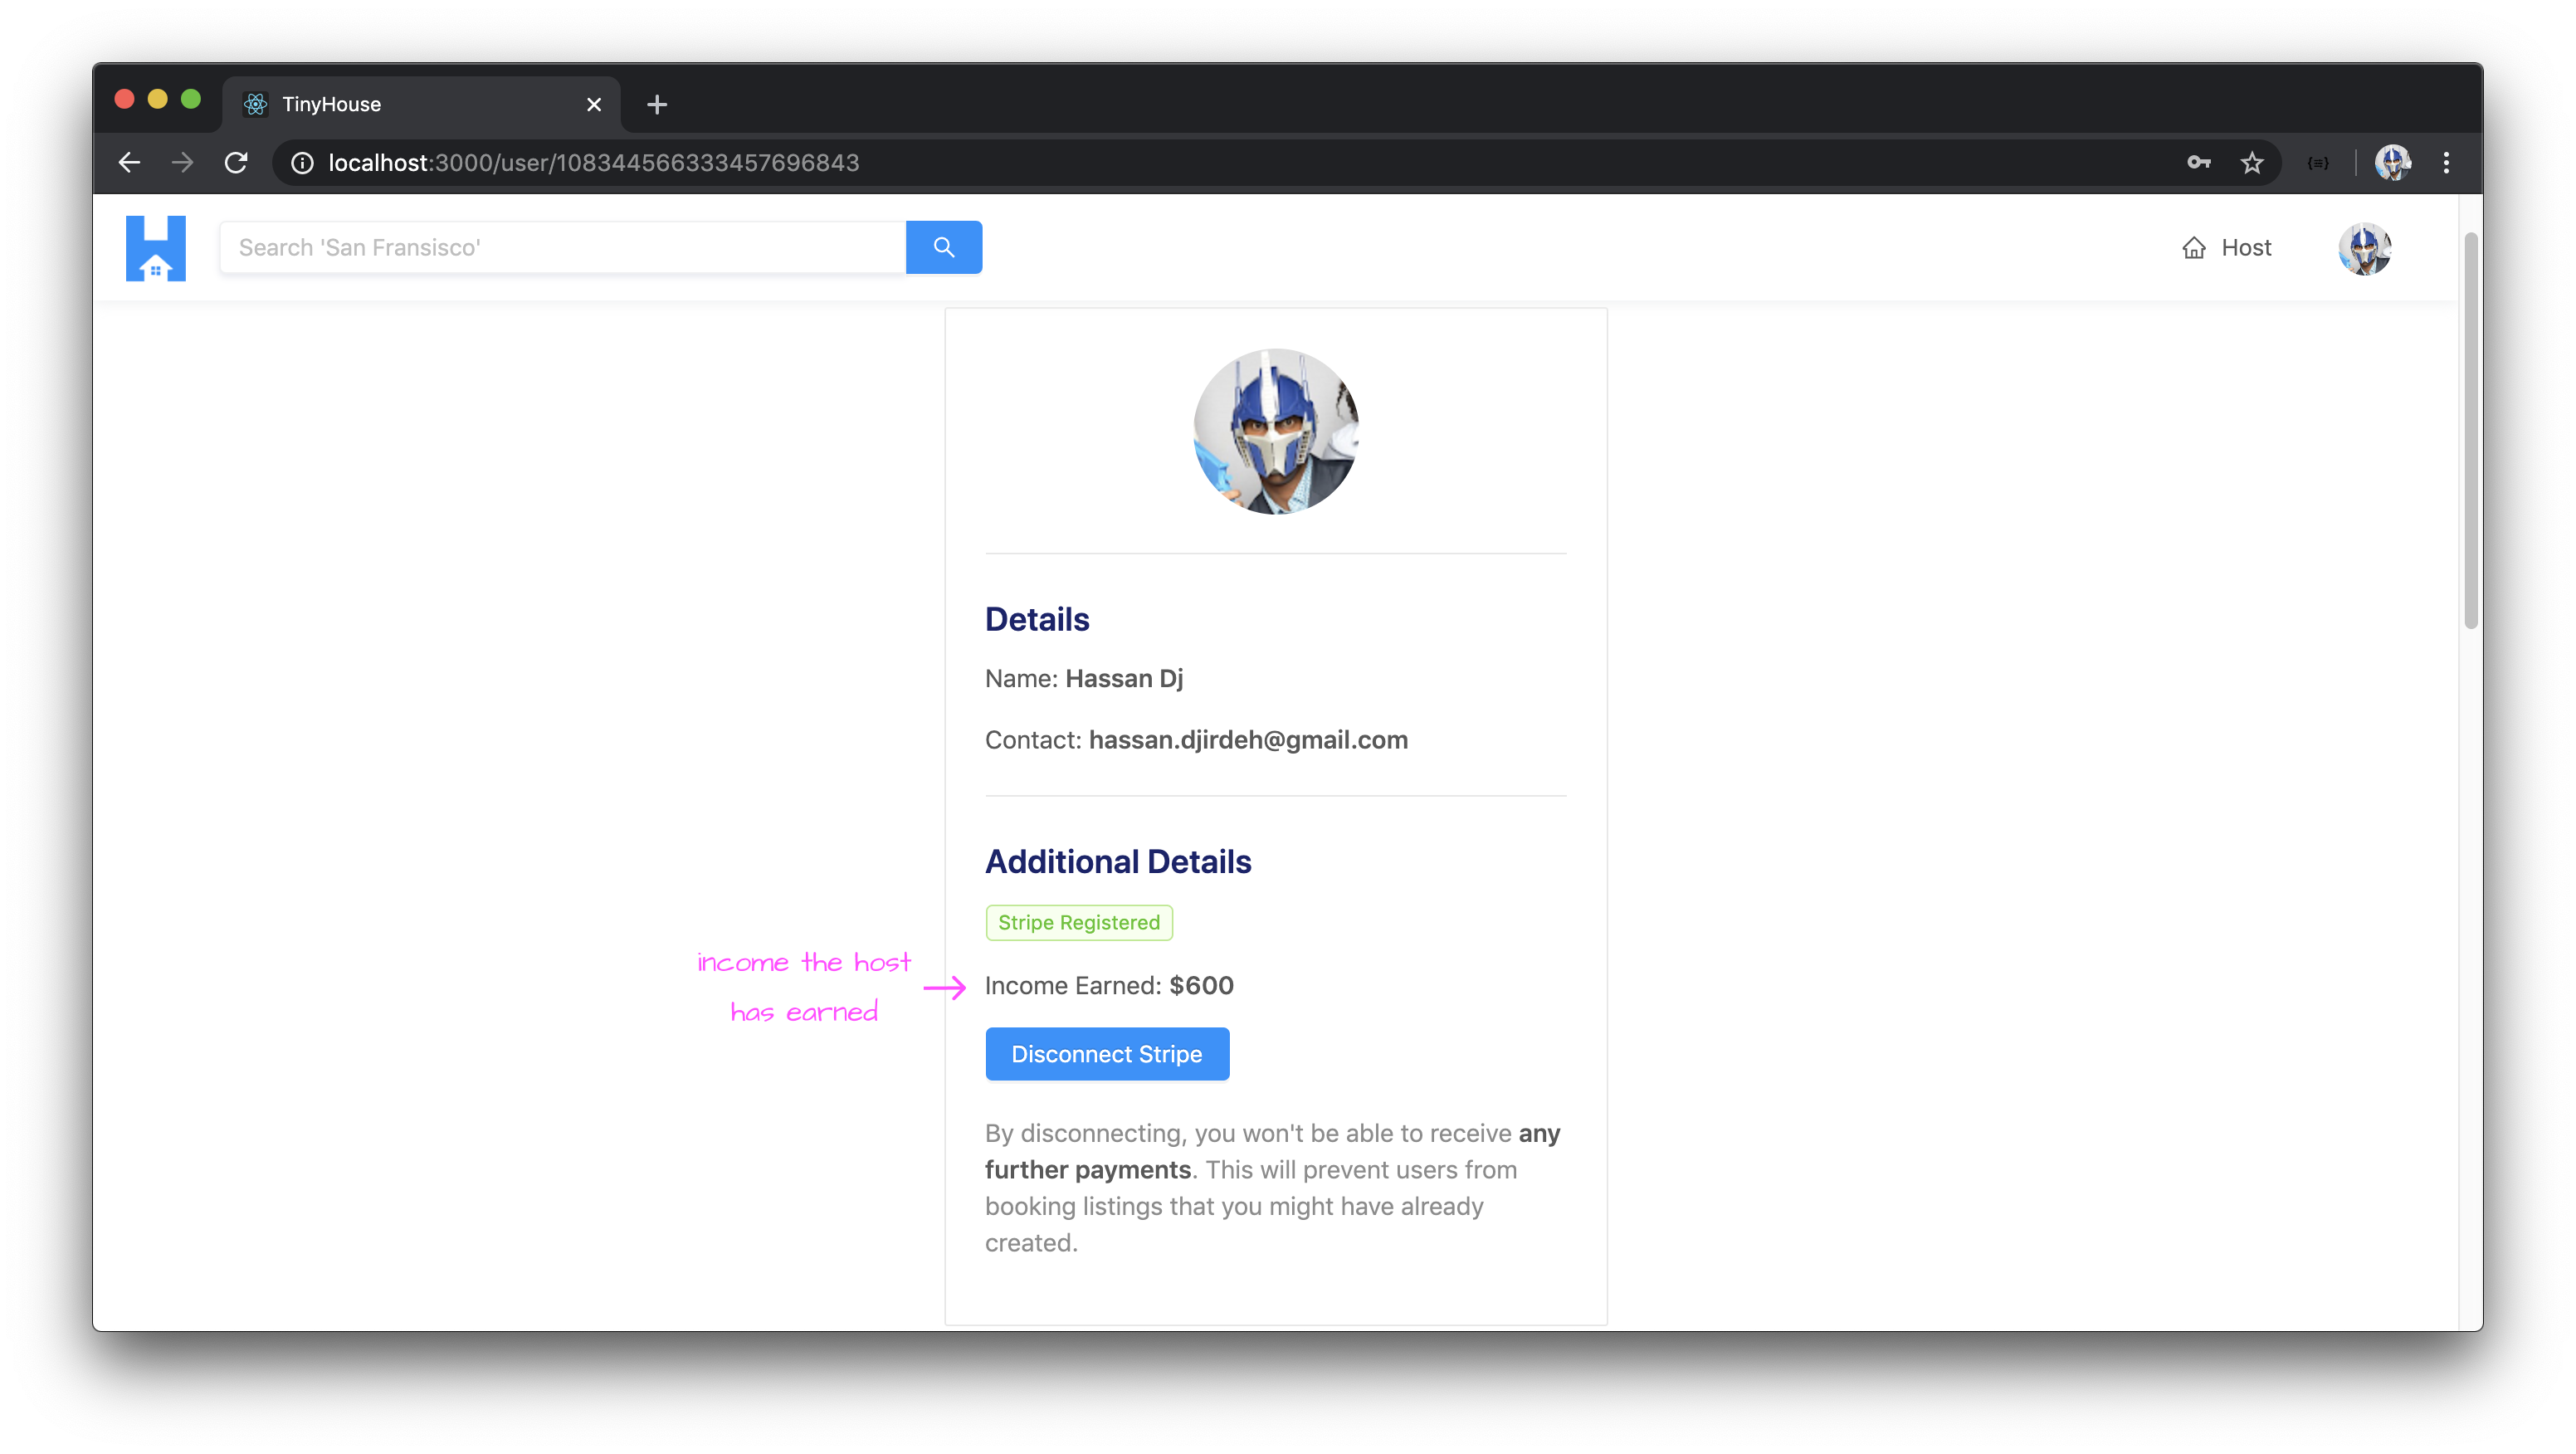 TinyHouse
localhost:3000/user/108344566333457696843
Search 'San Fransisco'
Host
Details
Name: Hassan Dj
Contact: hassan.djirdeh@gmail.com
Additional Details
Stripe Registered
income the host
has earned
Income Earned: $600
Disconnect Stripe
By disconnecting, you won't be able to receive any
further payments. This will prevent users from
booking listings that you might have already
created.